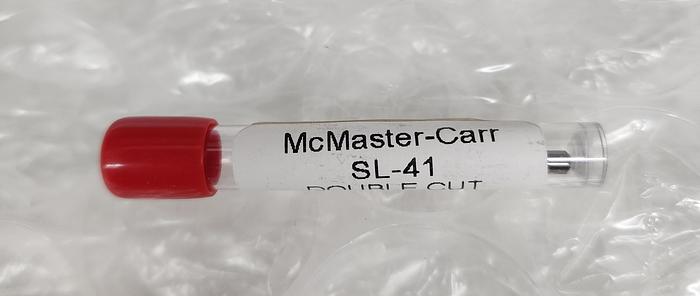 McMaster-Carr
SL-41
DOUBLE CUT